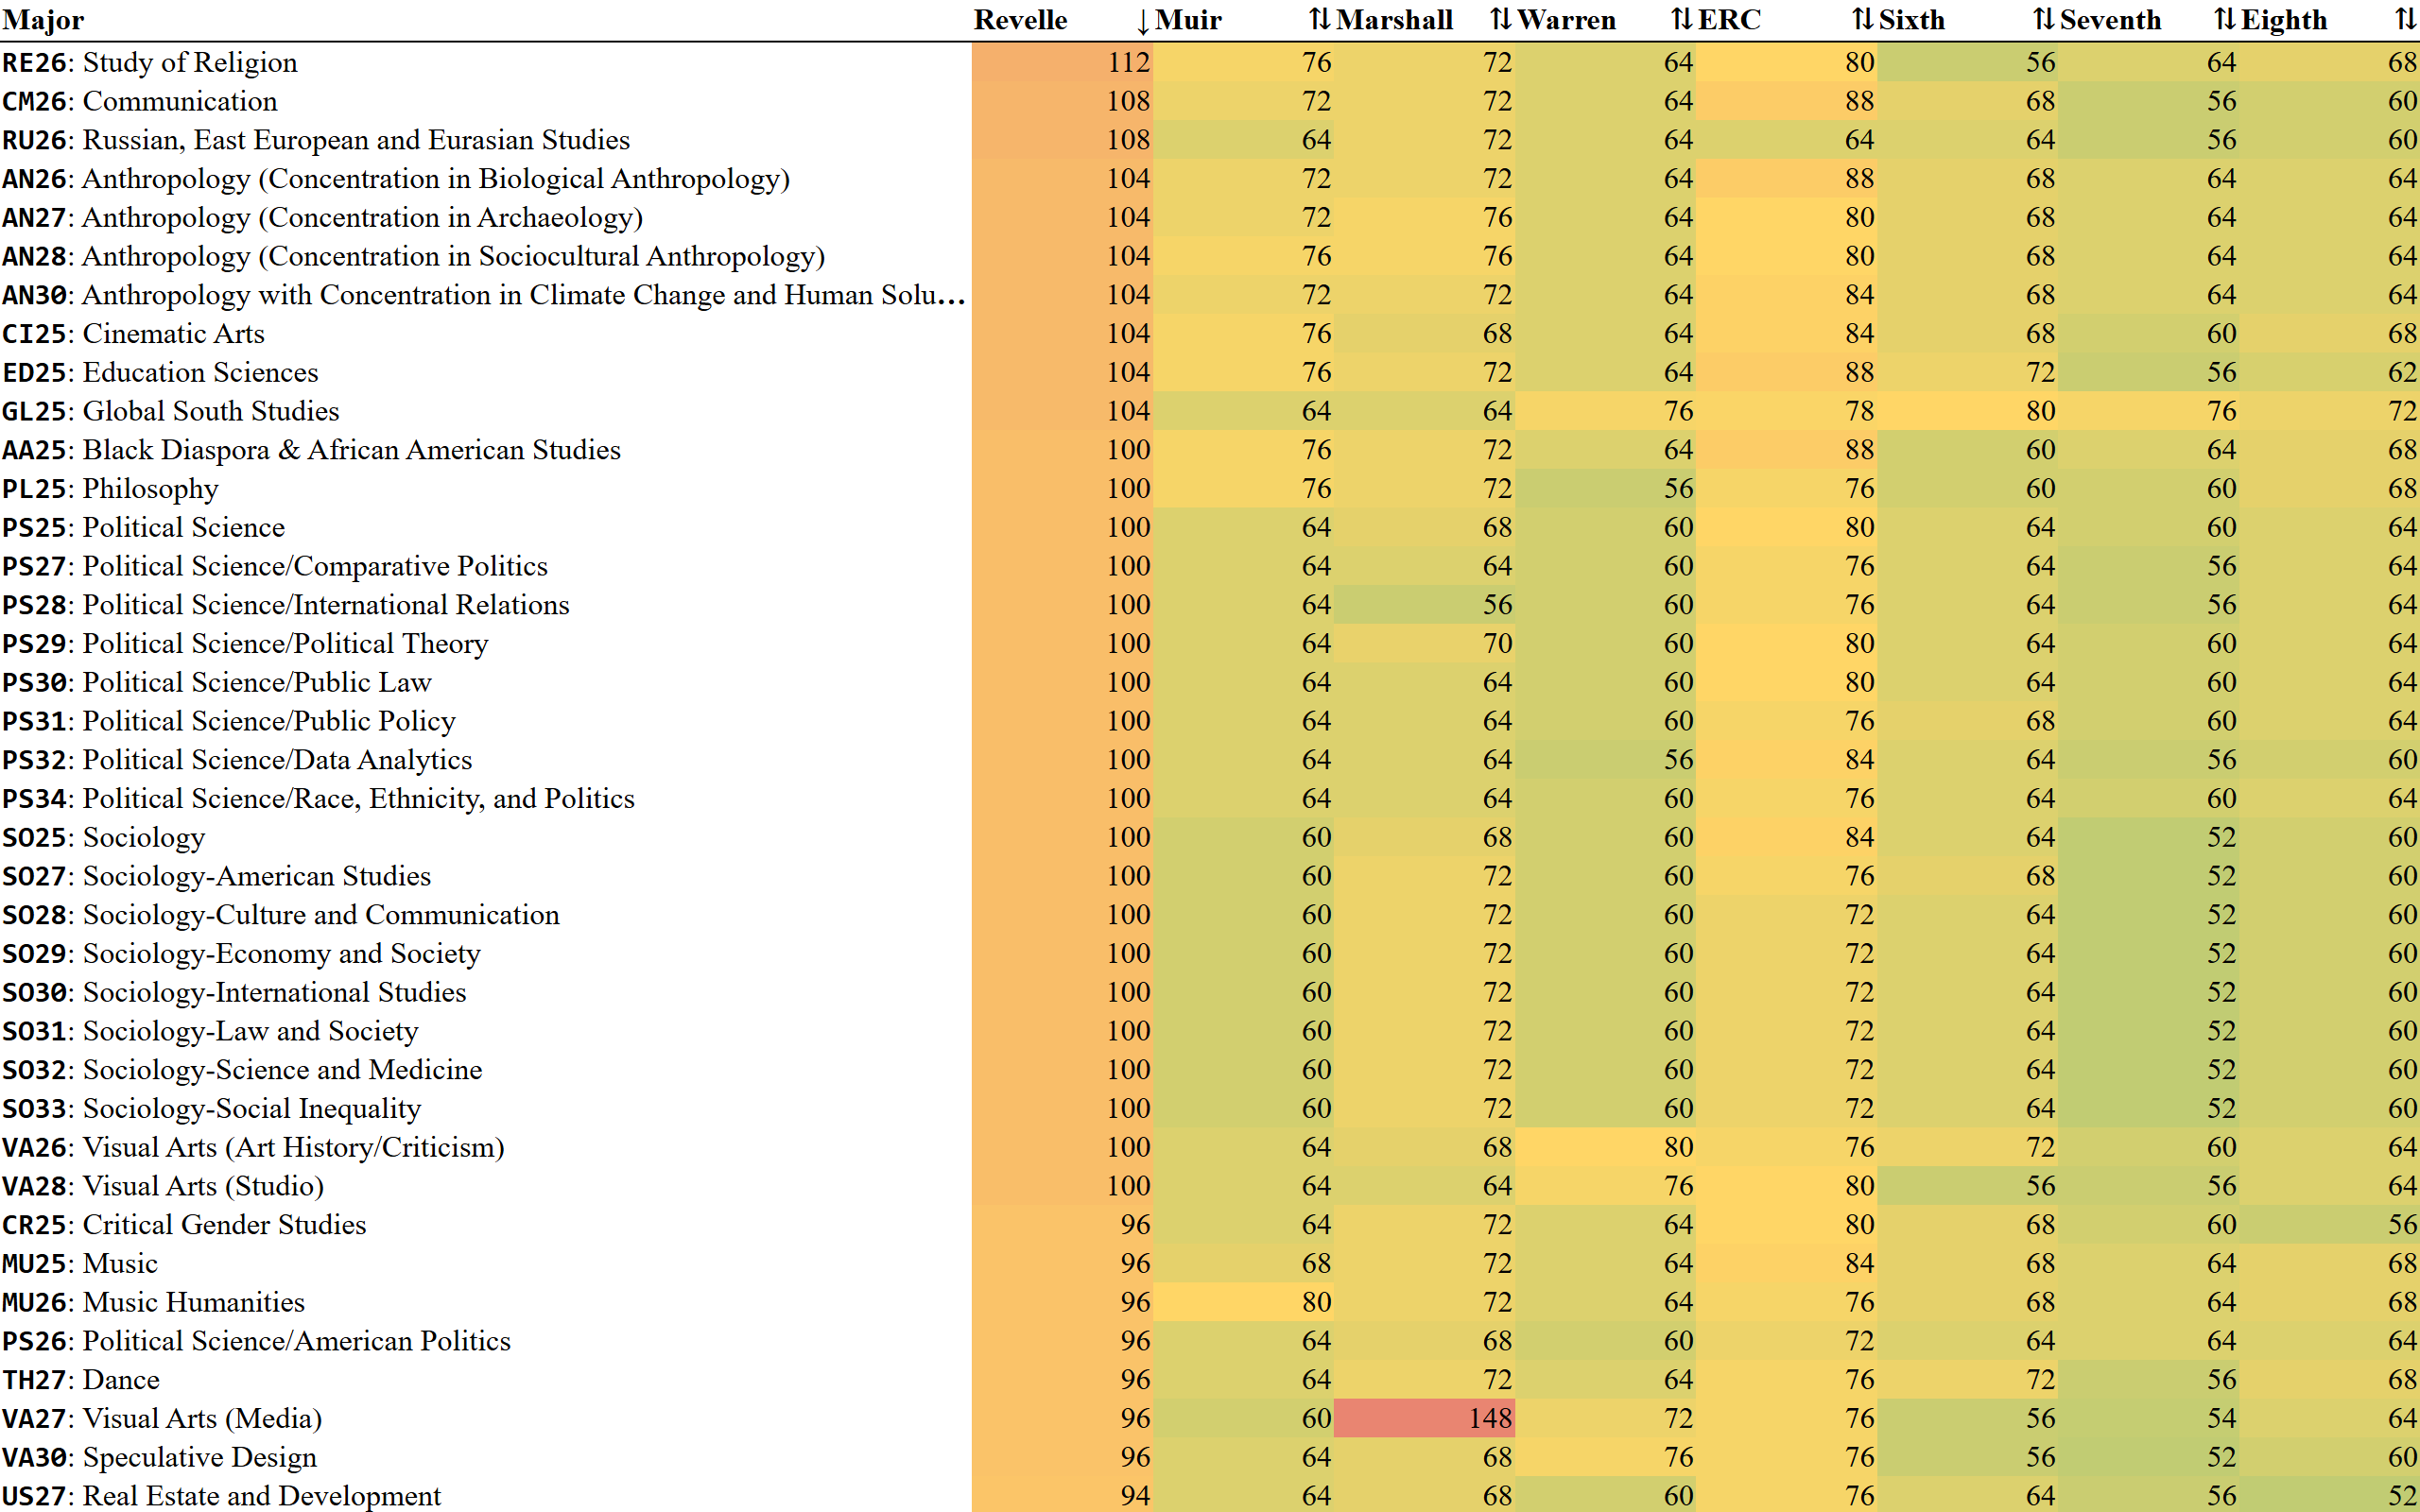 Major Revelle ↓ Muir ⇅ Marshall ⇅ Warren ⇅ ERC ⇅ Sixth ⇅ Seventh ⇅ Eighth ⇅
RE26: Study of Religion 112 76 72 64 80 56 64 68
CM26: Communication 108 72 72 64 88 68 56 60
RU26: Russian, East European and Eurasian Studies 108 64 72 64 64 64 56 60
AN26: Anthropology (Concentration in Biological Anthropology) 104 72 72 64 88 68 64 64
AN27: Anthropology (Concentration in Archaeology) 104 72 76 64 80 68 64 64
AN28: Anthropology (Concentration in Sociocultural Anthropology) 104 76 76 64 80 68 64 64
AN30: Anthropology with Concentration in Climate Change and Human Solu... 104 72 72 64 84 68 64 64
CI25: Cinematic Arts 104 76 68 64 84 68 60 68
ED25: Education Sciences 104 76 72 64 88 72 56 62
GL25: Global South Studies 104 64 64 76 78 80 76 72
AA25: Black Diaspora & African American Studies 100 76 72 64 88 60 64 68
PL25: Philosophy 100 76 72 56 76 60 60 68
PS25: Political Science 100 64 68 60 80 64 60 64
PS27: Political Science/Comparative Politics 100 64 64 60 76 64 56 64
PS28: Political Science/International Relations 100 64 56 60 76 64 56 64
PS29: Political Science/Political Theory 100 64 70 60 80 64 60 64
PS30: Political Science/Public Law 100 64 64 60 80 64 60 64
PS31: Political Science/Public Policy 100 64 64 60 76 68 60 64
PS32: Political Science/Data Analytics 100 64 64 56 84 64 56 60
PS34: Political Science/Race, Ethnicity, and Politics 100 64 64 60 76 64 60 64
SO25: Sociology 100 60 68 60 84 64 52 60
SO27: Sociology-American Studies 100 60 72 60 76 68 52 60
SO28: Sociology-Culture and Communication 100 60 72 60 72 64 52 60
SO29: Sociology-Economy and Society 100 60 72 60 72 64 52 60
SO30: Sociology-International Studies 100 60 72 60 72 64 52 60
SO31: Sociology-Law and Society 100 60 72 60 72 64 52 60
SO32: Sociology-Science and Medicine 100 60 72 60 72 64 52 60
SO33: Sociology-Social Inequality 100 60 72 60 72 64 52 60
VA26: Visual Arts (Art History/Criticism) 100 64 68 80 76 72 60 64
VA28: Visual Arts (Studio) 100 64 64 76 80 56 56 64
CR25: Critical Gender Studies 96 64 72 64 80 68 60 56
MU25: Music 96 68 72 64 84 68 64 68
MU26: Music Humanities 96 80 72 64 76 68 64 68
PS26: Political Science/American Politics 96 64 68 60 72 64 64 64
TH27: Dance 96 64 72 64 76 72 56 68
VA27: Visual Arts (Media) 96 60 148 72 76 56 54 64
VA30: Speculative Design 96 64 68 76 76 56 52 60
US27: Real Estate and Development 94 64 68 60 76 64 56 52